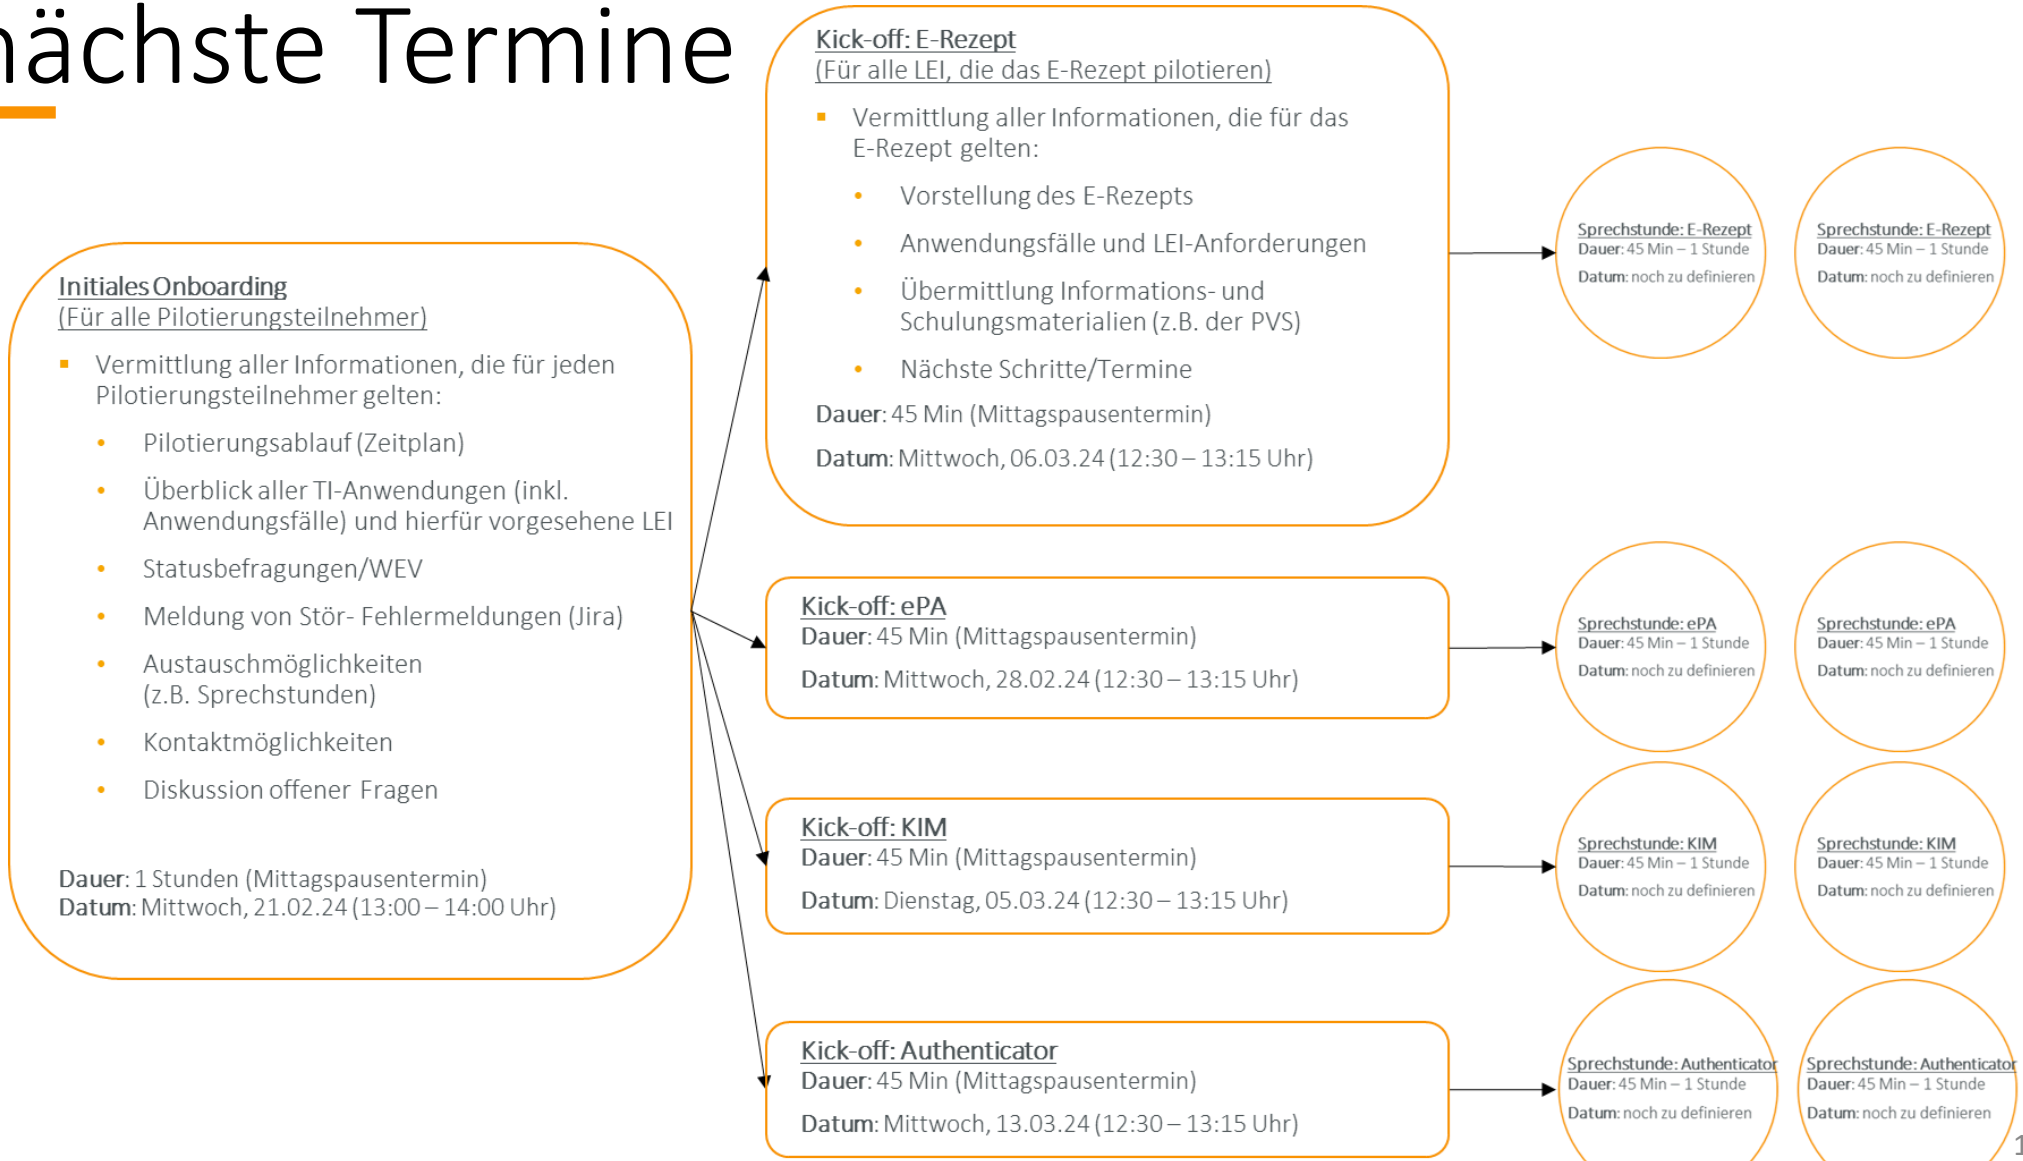 nächste Termine
Initiales Onboarding
(Für alle Pilotierungsteilnehmer)
▪ Vermittlung aller Informationen, die für jeden
Pilotierungsteilnehmer gelten:
• Pilotierungsablauf (Zeitplan)
• Überblick aller TI-Anwendungen (inkl.
Anwendungsfälle) und hierfür vorgesehene LEI
• Statusbefragungen/WEV
• Meldung von Stör- Fehlermeldungen (Jira)
• Austauschmöglichkeiten
(z.B. Sprechstunden)
• Kontaktmöglichkeiten
• Diskussion offener Fragen
Dauer: 1 Stunden (Mittagspausentermin)
Datum: Mittwoch, 21.02.24 (13:00 – 14:00 Uhr)
Kick-off: E-Rezept
(Für alle LEI, die das E-Rezept pilotieren)
▪ Vermittlung aller Informationen, die für das
E-Rezept gelten:
• Vorstellung des E-Rezepts
• Anwendungsfälle und LEI-Anforderungen
• Übermittlung Informations- und
Schulungsmaterialien (z.B. der PVS)
• Nächste Schritte/Termine
Dauer: 45 Min (Mittagspausentermin)
Datum: Mittwoch, 06.03.24 (12:30 – 13:15 Uhr)
Sprechstunde: E-Rezept
Dauer: 45 Min – 1 Stunde
Datum: noch zu definieren
Sprechstunde: E-Rezept
Dauer: 45 Min – 1 Stunde
Datum: noch zu definieren
Kick-off: ePA
Dauer: 45 Min (Mittagspausentermin)
Datum: Mittwoch, 28.02.24 (12:30 – 13:15 Uhr)
Sprechstunde: ePA
Dauer: 45 Min – 1 Stunde
Datum: noch zu definieren
Sprechstunde: ePA
Dauer: 45 Min – 1 Stunde
Datum: noch zu definieren
Kick-off: KIM
Dauer: 45 Min (Mittagspausentermin)
Datum: Dienstag, 05.03.24 (12:30 – 13:15 Uhr)
Sprechstunde: KIM
Dauer: 45 Min – 1 Stunde
Datum: noch zu definieren
Sprechstunde: KIM
Dauer: 45 Min – 1 Stunde
Datum: noch zu definieren
Kick-off: Authenticator
Dauer: 45 Min (Mittagspausentermin)
Datum: Mittwoch, 13.03.24 (12:30 – 13:15 Uhr)
Sprechstunde: Authenticator
Dauer: 45 Min – 1 Stunde
Datum: noch zu definieren
Sprechstunde: Authenticator
Dauer: 45 Min – 1 Stunde
Datum: noch zu definieren